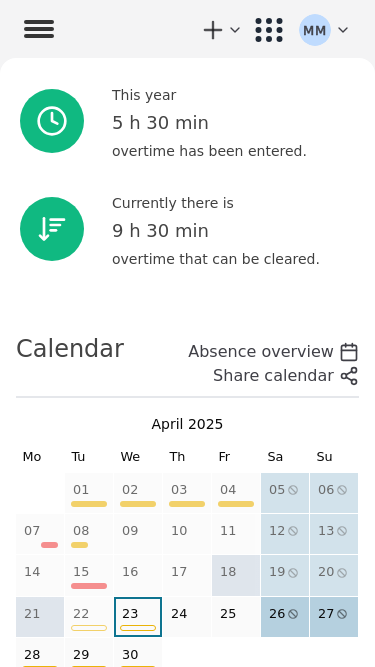 MM
This year
5 h 30 min
overtime has been entered.
Currently there is
9 h 30 min
overtime that can be cleared.
Calendar
Absence overview
Share calendar
April 2025
Mo Tu We Th Fr Sa Su
01 02 03 04 05 06
07 08 09 10 11 12 13
14 15 16 17 18 19 20
21 22 23 24 25 26 27
28 29 30